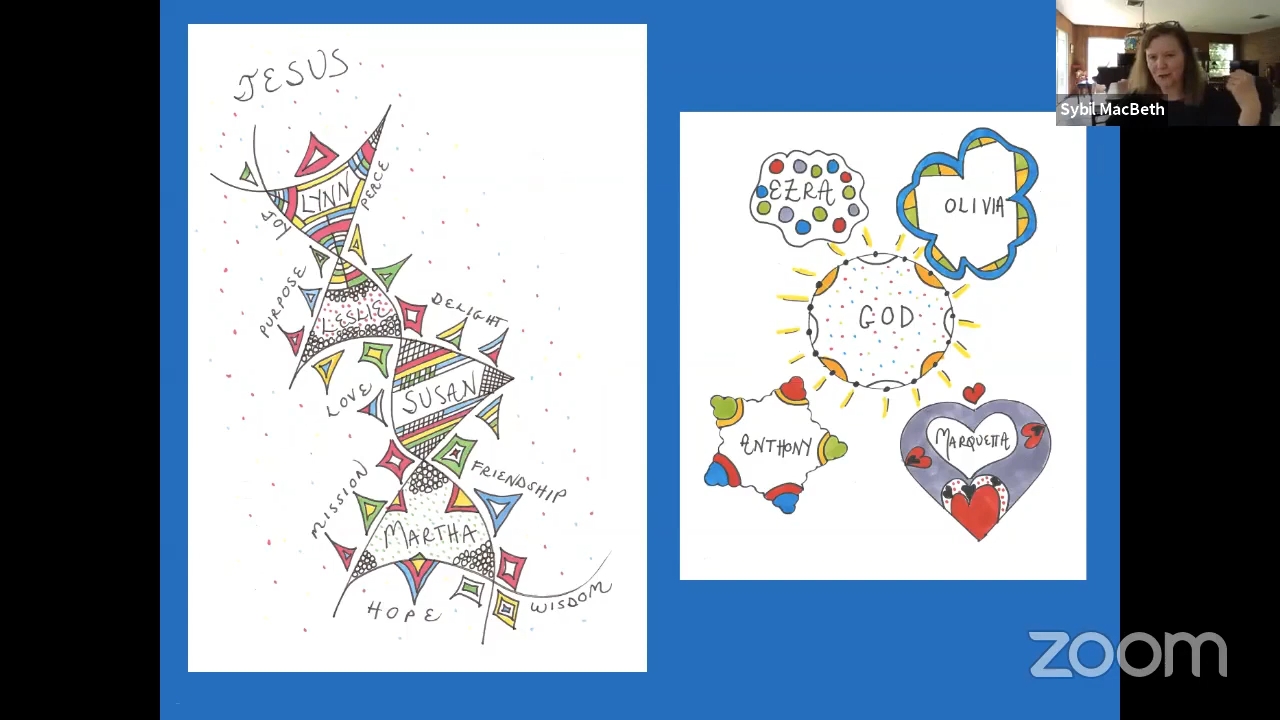 JESUS
LYNN
JOY
PEACE
PURPOSE
LESLIE
DELIGHT
LOVE
SUSAN
MISSION
FRIENDSHIP
MARTHA
HOPE
WISDOM
EZRA
OLIVIA
GOD
ANTHONY
MARQUETTA
Sybil MacBeth
zoom